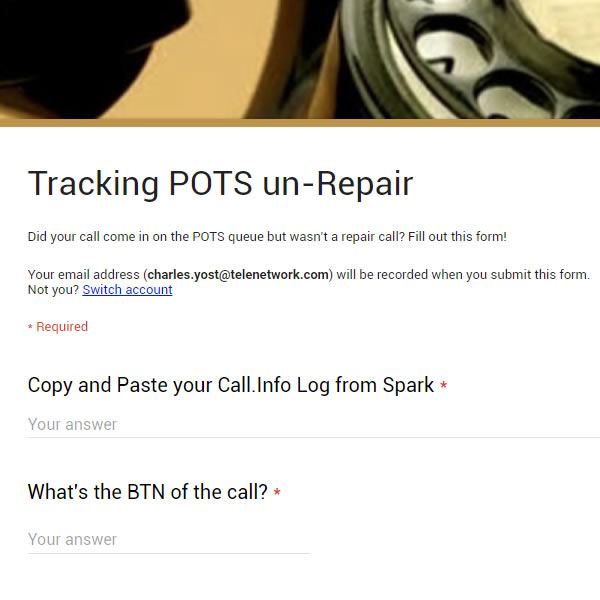 Tracking POTS un-Repair
Did your call come in on the POTS queue but wasn't a repair call? Fill out this form!
Your email address (charles.yost@telenetwork.com) will be recorded when you submit this form.
Not you? Switch account
* Required
Copy and Paste your Call.Info Log from Spark *
Your answer
What's the BTN of the call? *
Your answer